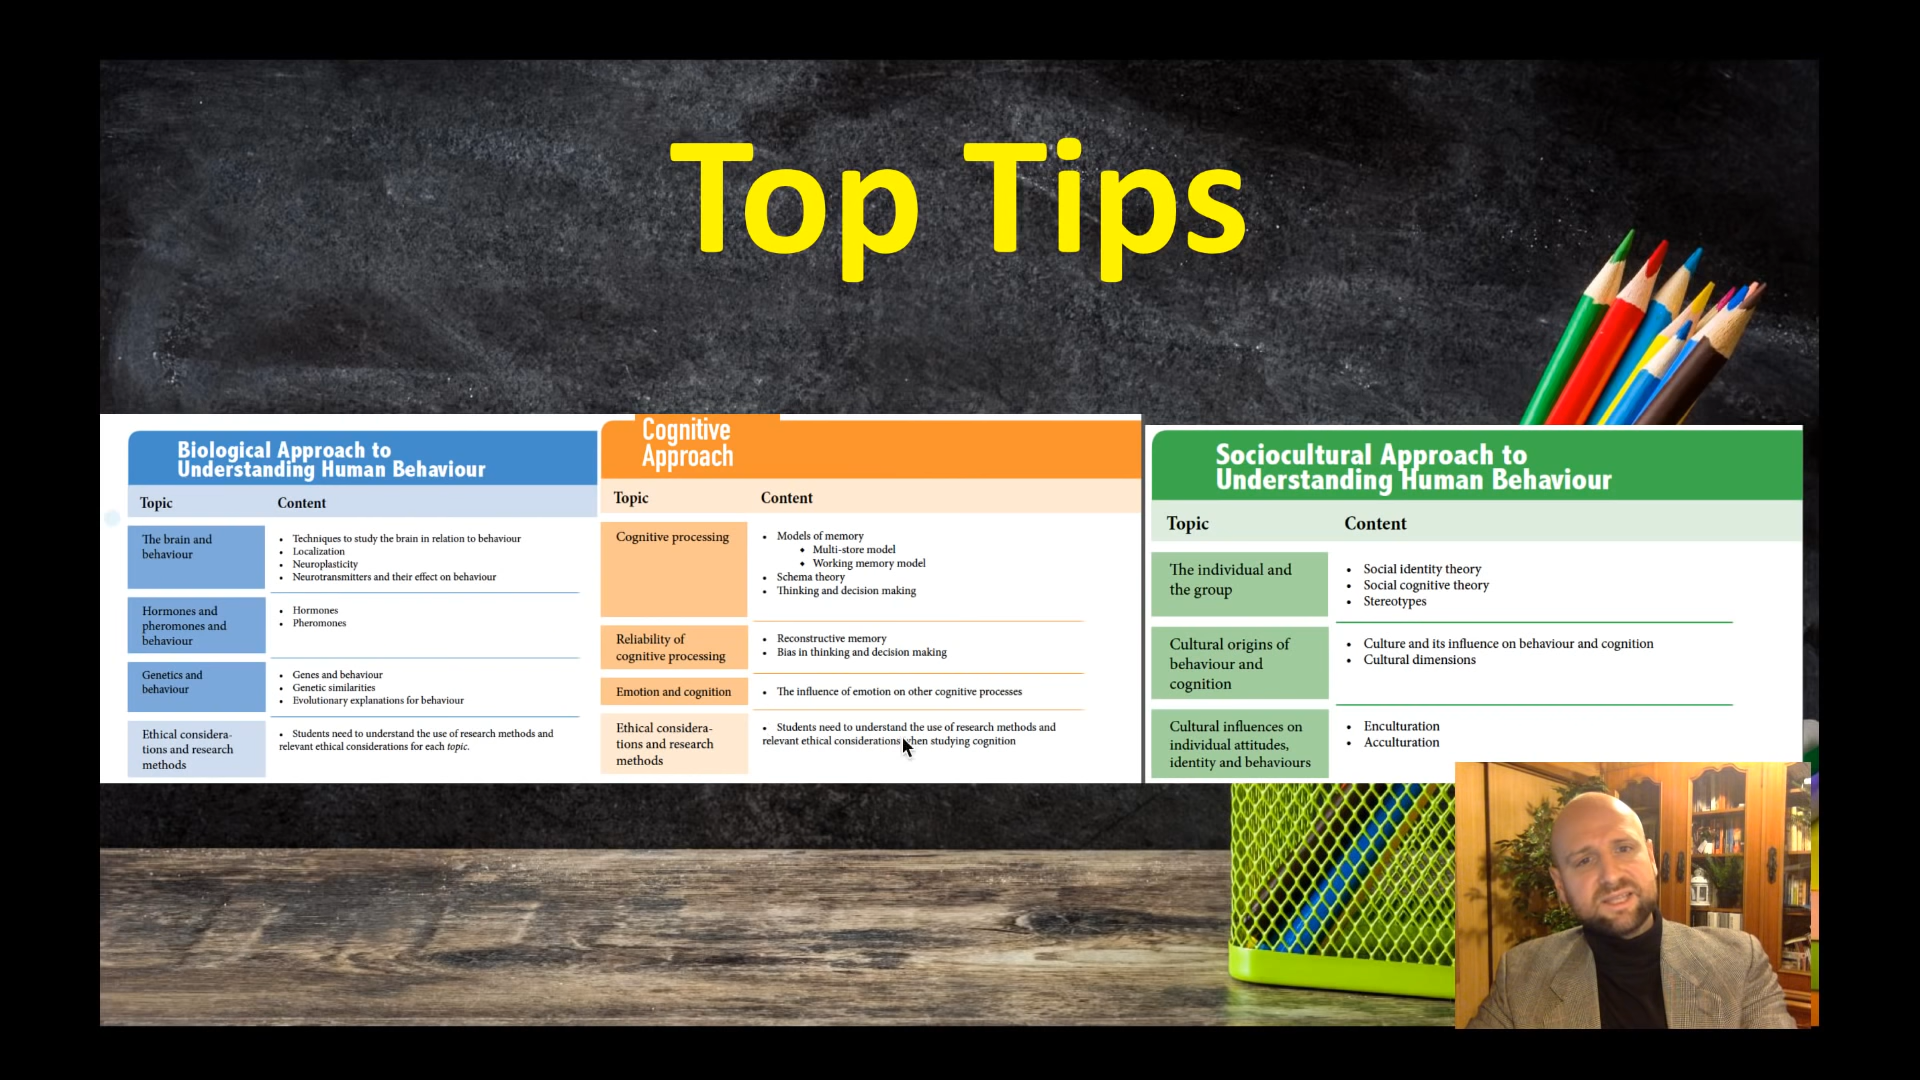 Top Tips
Biological Approach to
Understanding Human Behaviour
Topic Content
The brain and
behaviour
• Techniques to study the brain in relation to behaviour
• Localization
• Neuroplasticity
• Neurotransmitters and their effect on behaviour
Hormones and
pheromones and
behaviour
• Hormones
• Pheromones
Genetics and
behaviour
• Genes and behaviour
• Genetic similarities
• Evolutionary explanations for behaviour
Ethical considera-
tions and research
methods
• Students need to understand the use of research methods and
relevant ethical considerations for each topic.
Cognitive
Approach
Topic Content
Cognitive processing
• Models of memory
◆ Multi-store model
◆ Working memory model
• Schema theory
• Thinking and decision making
Reliability of
cognitive processing
• Reconstructive memory
• Bias in thinking and decision making
Emotion and cognition
• The influence of emotion on other cognitive processes
Ethical considera-
tions and research
methods
• Students need to understand the use of research methods and
relevant ethical considerations when studying cognition
Sociocultural Approach to
Understanding Human Behaviour
Topic Content
The individual and
the group
• Social identity theory
• Social cognitive theory
• Stereotypes
Cultural origins of
behaviour and
cognition
• Culture and its influence on behaviour and cognition
• Cultural dimensions
Cultural influences on
individual attitudes,
identity and behaviours
• Enculturation
• Acculturation